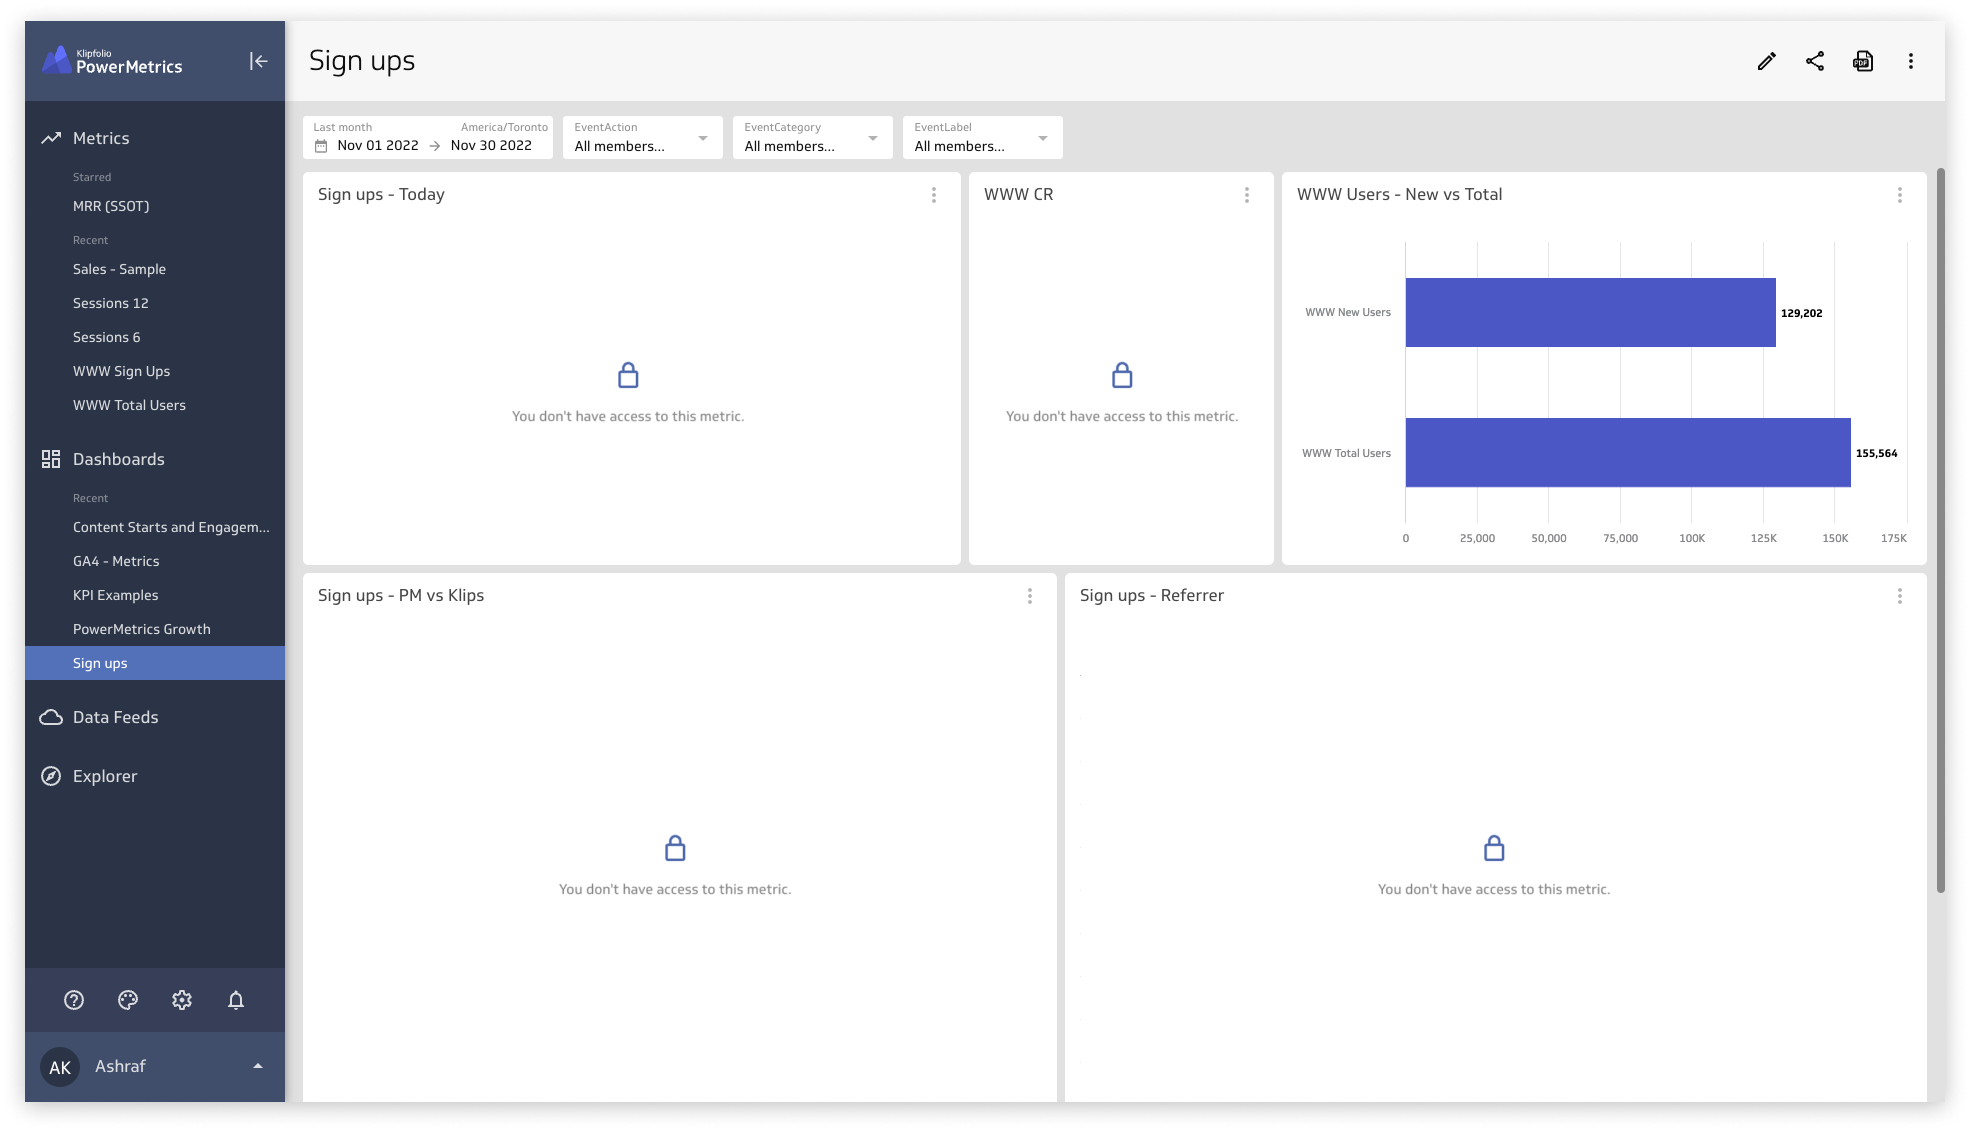 Klipfolio
PowerMetrics
Metrics
Starred
MRR (SSOT)
Recent
Sales - Sample
Sessions 12
Sessions 6
WWW Sign Ups
WWW Total Users
Dashboards
Recent
Content Starts and Engagem...
GA4 - Metrics
KPI Examples
PowerMetrics Growth
Sign ups
Data Feeds
Explorer
AK Ashraf
Sign ups
PDF
Last month America/Toronto
Nov 01 2022 → Nov 30 2022
EventAction
All members...
EventCategory
All members...
EventLabel
All members...
Sign ups - Today
You don't have access to this metric.
WWW CR
You don't have access to this metric.
WWW Users - New vs Total
WWW New Users 129,202
WWW Total Users 155,564
0 25,000 50,000 75,000 100K 125K 150K 175K
Sign ups - PM vs Klips
You don't have access to this metric.
Sign ups - Referrer
You don't have access to this metric.